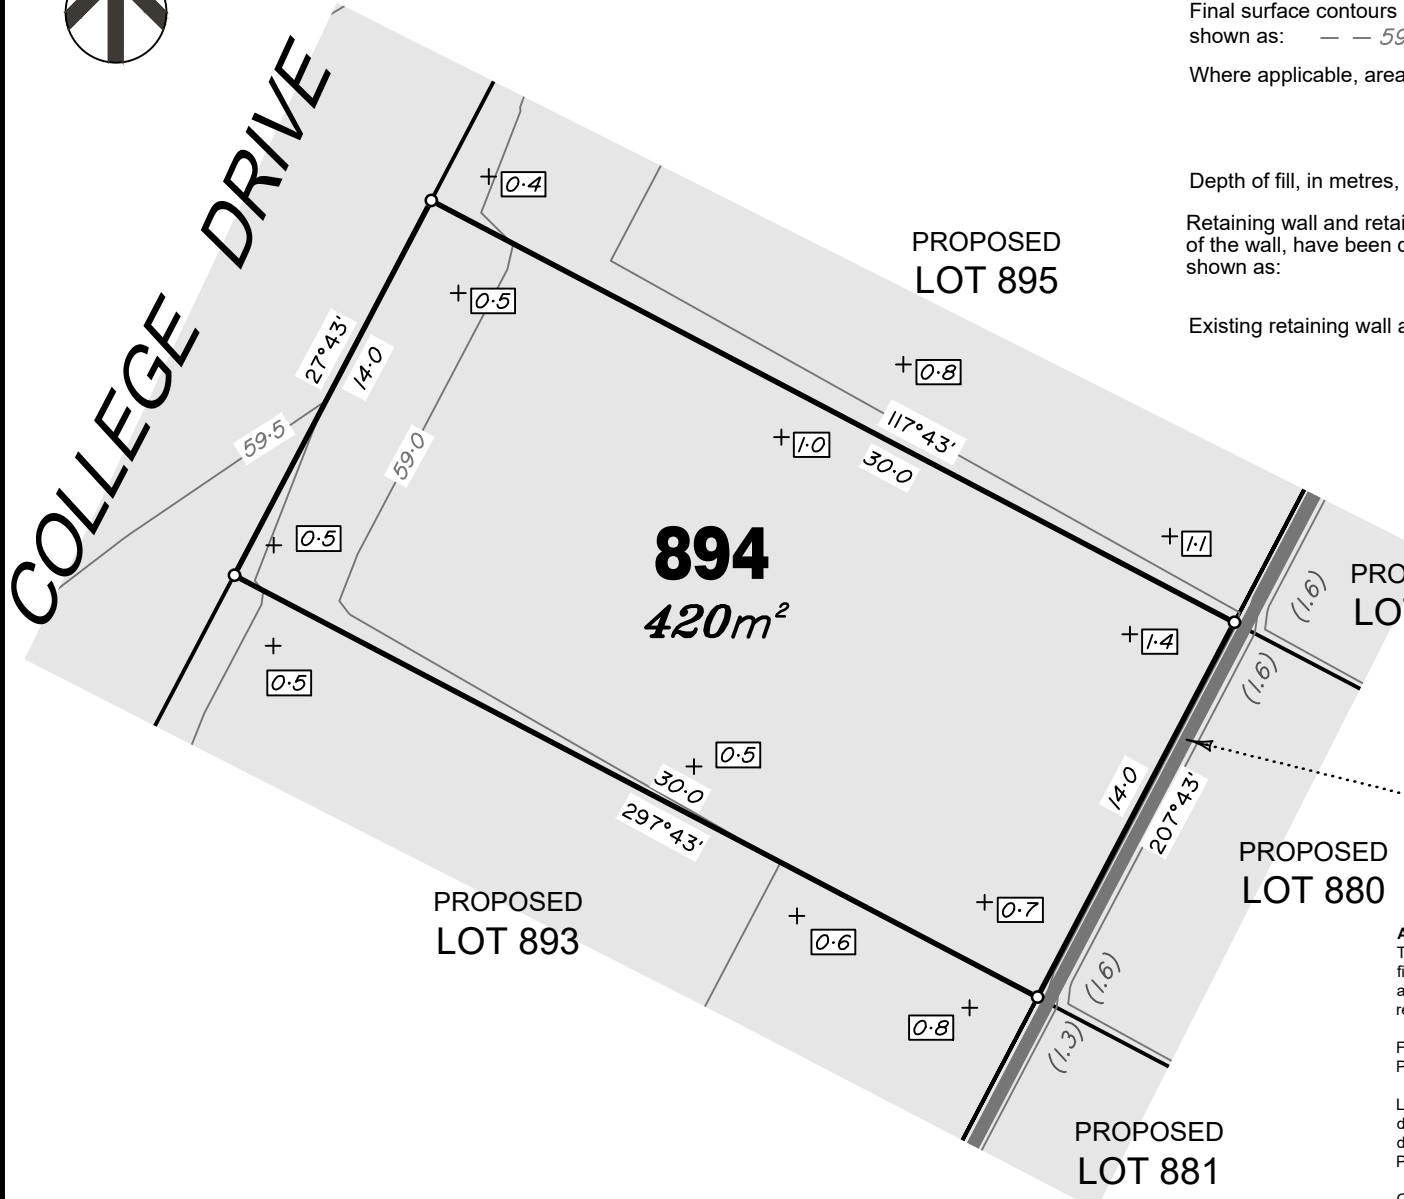 Final surface contours
shown as: — — 59
Where applicable, area
Depth of fill, in metres,
Retaining wall and retai
of the wall, have been
shown as:
Existing retaining wall a
COLLEGE DRIVE
0·4
PROPOSED
LOT 895
0·5
27°43'
14·0
0·8
59·5
59·0
1·0
117°43'
30·0
0·5
894
420m²
1·1
1·4
(1.6)
PRO
LO
(1.6)
0·5
0·5
30·0
297°43'
14·0
207°43'
PROPOSED
LOT 880
PROPOSED
LOT 893
0·7
0·6
0·8
(1.6)
(1.3)
PROPOSED
LOT 881
A
T
fi
a
re
F
P
L
d
d
P